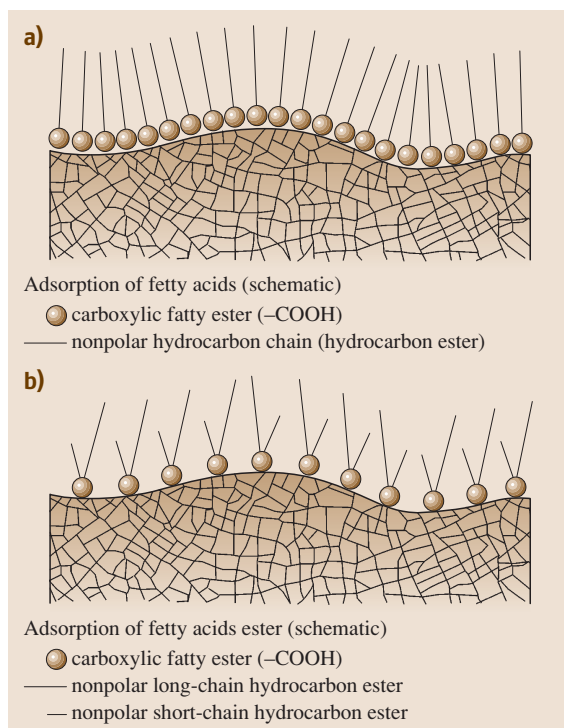 a)
Adsorption of fetty acids (schematic)
carboxylic fatty ester (–COOH)
nonpolar hydrocarbon chain (hydrocarbon ester)
b)
Adsorption of fetty acids ester (schematic)
carboxylic fatty ester (–COOH)
nonpolar long-chain hydrocarbon ester
nonpolar short-chain hydrocarbon ester